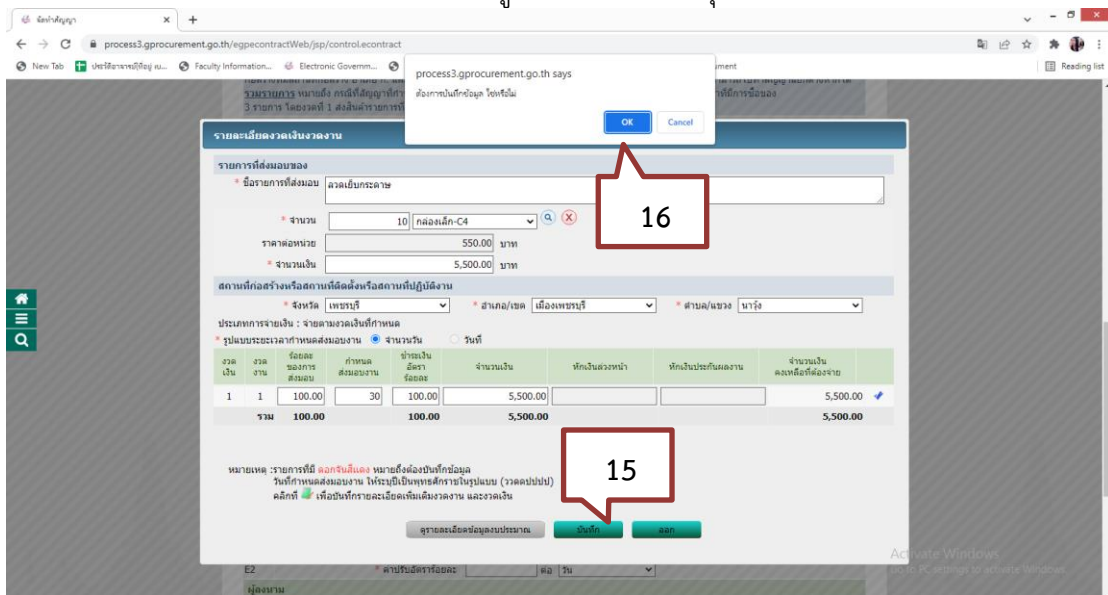 จัดทำสัญญา
process3.gprocurement.go.th/egpecontractWeb/jsp/control.econtract
New Tab
Faculty Information...
Electronic Governm...
Reading list
process3.gprocurement.go.th says
ต้องการบันทึกข้อมูล ใช่หรือไม่
OK Cancel
16
รายละเอียดงวดเงินงวดงาน
รายการที่ส่งมอบของ
* ชื่อรายการที่ส่งมอบ ลวดเย็บกระดาษ
* จำนวน 10 กล่องเล็ก-C4
ราคาต่อหน่วย 550.00 บาท
* จำนวนเงิน 5,500.00 บาท
สถานที่ก่อสร้างหรือสถานที่ติดตั้งหรือสถานที่ปฏิบัติงาน
* จังหวัด เพชรบุรี * อำเภอ/เขต เมืองเพชรบุรี * ตำบล/แขวง นาวุ้ง
ประเภทการจ่ายเงิน : จ่ายตามงวดเงินที่กำหนด
* รูปแบบระยะเวลากำหนดส่งมอบงาน จำนวนวัน วันที่
งวดเงิน งวดงาน ร้อยละของการส่งมอบ กำหนดส่งมอบงาน ชำระเงินอัตราร้อยละ จำนวนเงิน หักเงินล่วงหน้า หักเงินประกันผลงาน จำนวนเงินคงเหลือที่ต้องจ่าย
1 1 100.00 30 100.00 5,500.00 5,500.00
รวม 100.00 100.00 5,500.00 5,500.00
หมายเหตุ :รายการที่มี ดอกจันสีแดง หมายถึงต้องบันทึกข้อมูล
วันที่กำหนดส่งมอบงาน ให้ระบุปีเป็นพุทธศักราชในรูปแบบ (ววดดปปปป)
คลิกที่ เพื่อบันทึกรายละเอียดเพิ่มเติมงวดงาน และงวดเงิน
15
ดูรายละเอียดข้อมูลงบประมาณ บันทึก ออก
Activate Windows
Go to PC settings to activate Windows.
E2 * ค่าปรับอัตราร้อยละ ต่อ วัน
ผู้ลงนาม